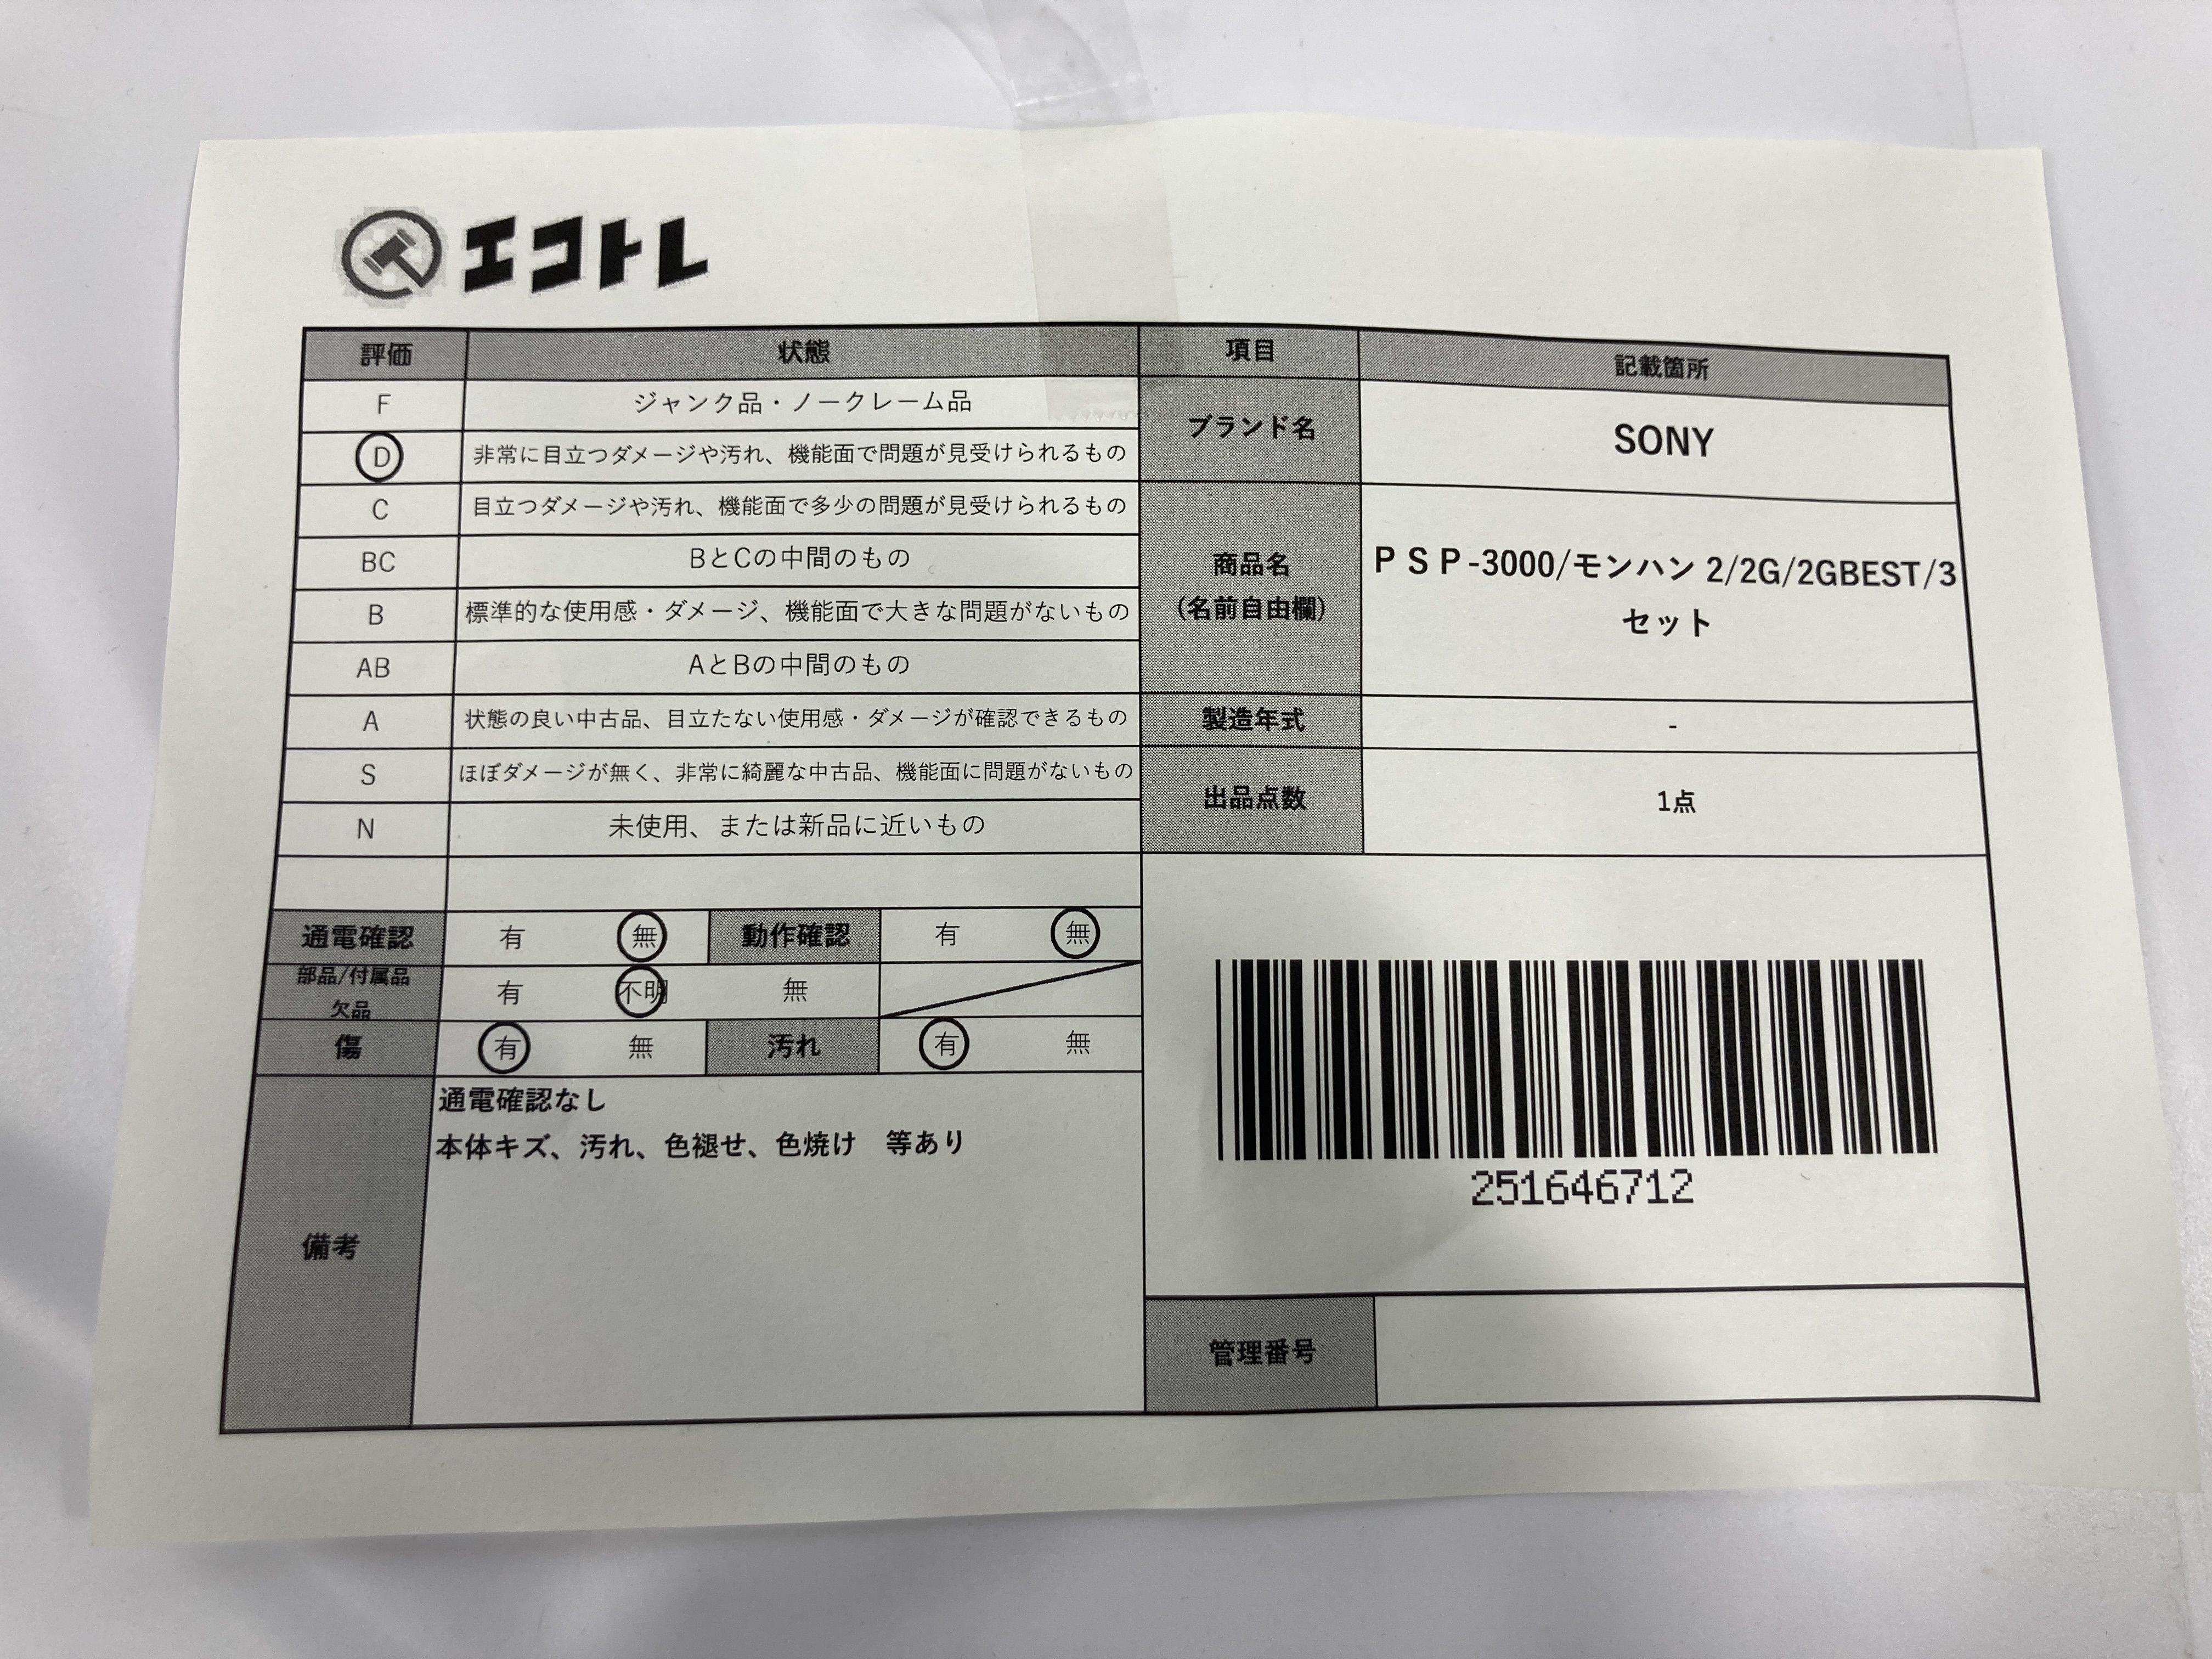 エコトレ
評価 状態 項目 記載箇所
F ジャンク品・ノークレーム品
D 非常に目立つダメージや汚れ、機能面で問題が見受けられるもの
ブランド名 SONY
C 目立つダメージや汚れ、機能面で多少の問題が見受けられるもの
BC BとCの中間のもの
B 標準的な使用感・ダメージ、機能面で大きな問題がないもの
AB AとBの中間のもの
商品名
(名前自由欄)
ＰＳＰ-3000/モンハン 2/2G/2GBEST/3
セット
A 状態の良い中古品、目立たない使用感・ダメージが確認できるもの
製造年式 -
S ほぼダメージが無く、非常に綺麗な中古品、機能面に問題がないもの
N 未使用、または新品に近いもの
出品点数 1点
通電確認 有 無 動作確認 有 無
部品/付属品
欠品
有 不明 無
傷 有 無 汚れ 有 無
備考
通電確認なし
本体キズ、汚れ、色褪せ、色焼け　等あり
251646712
管理番号